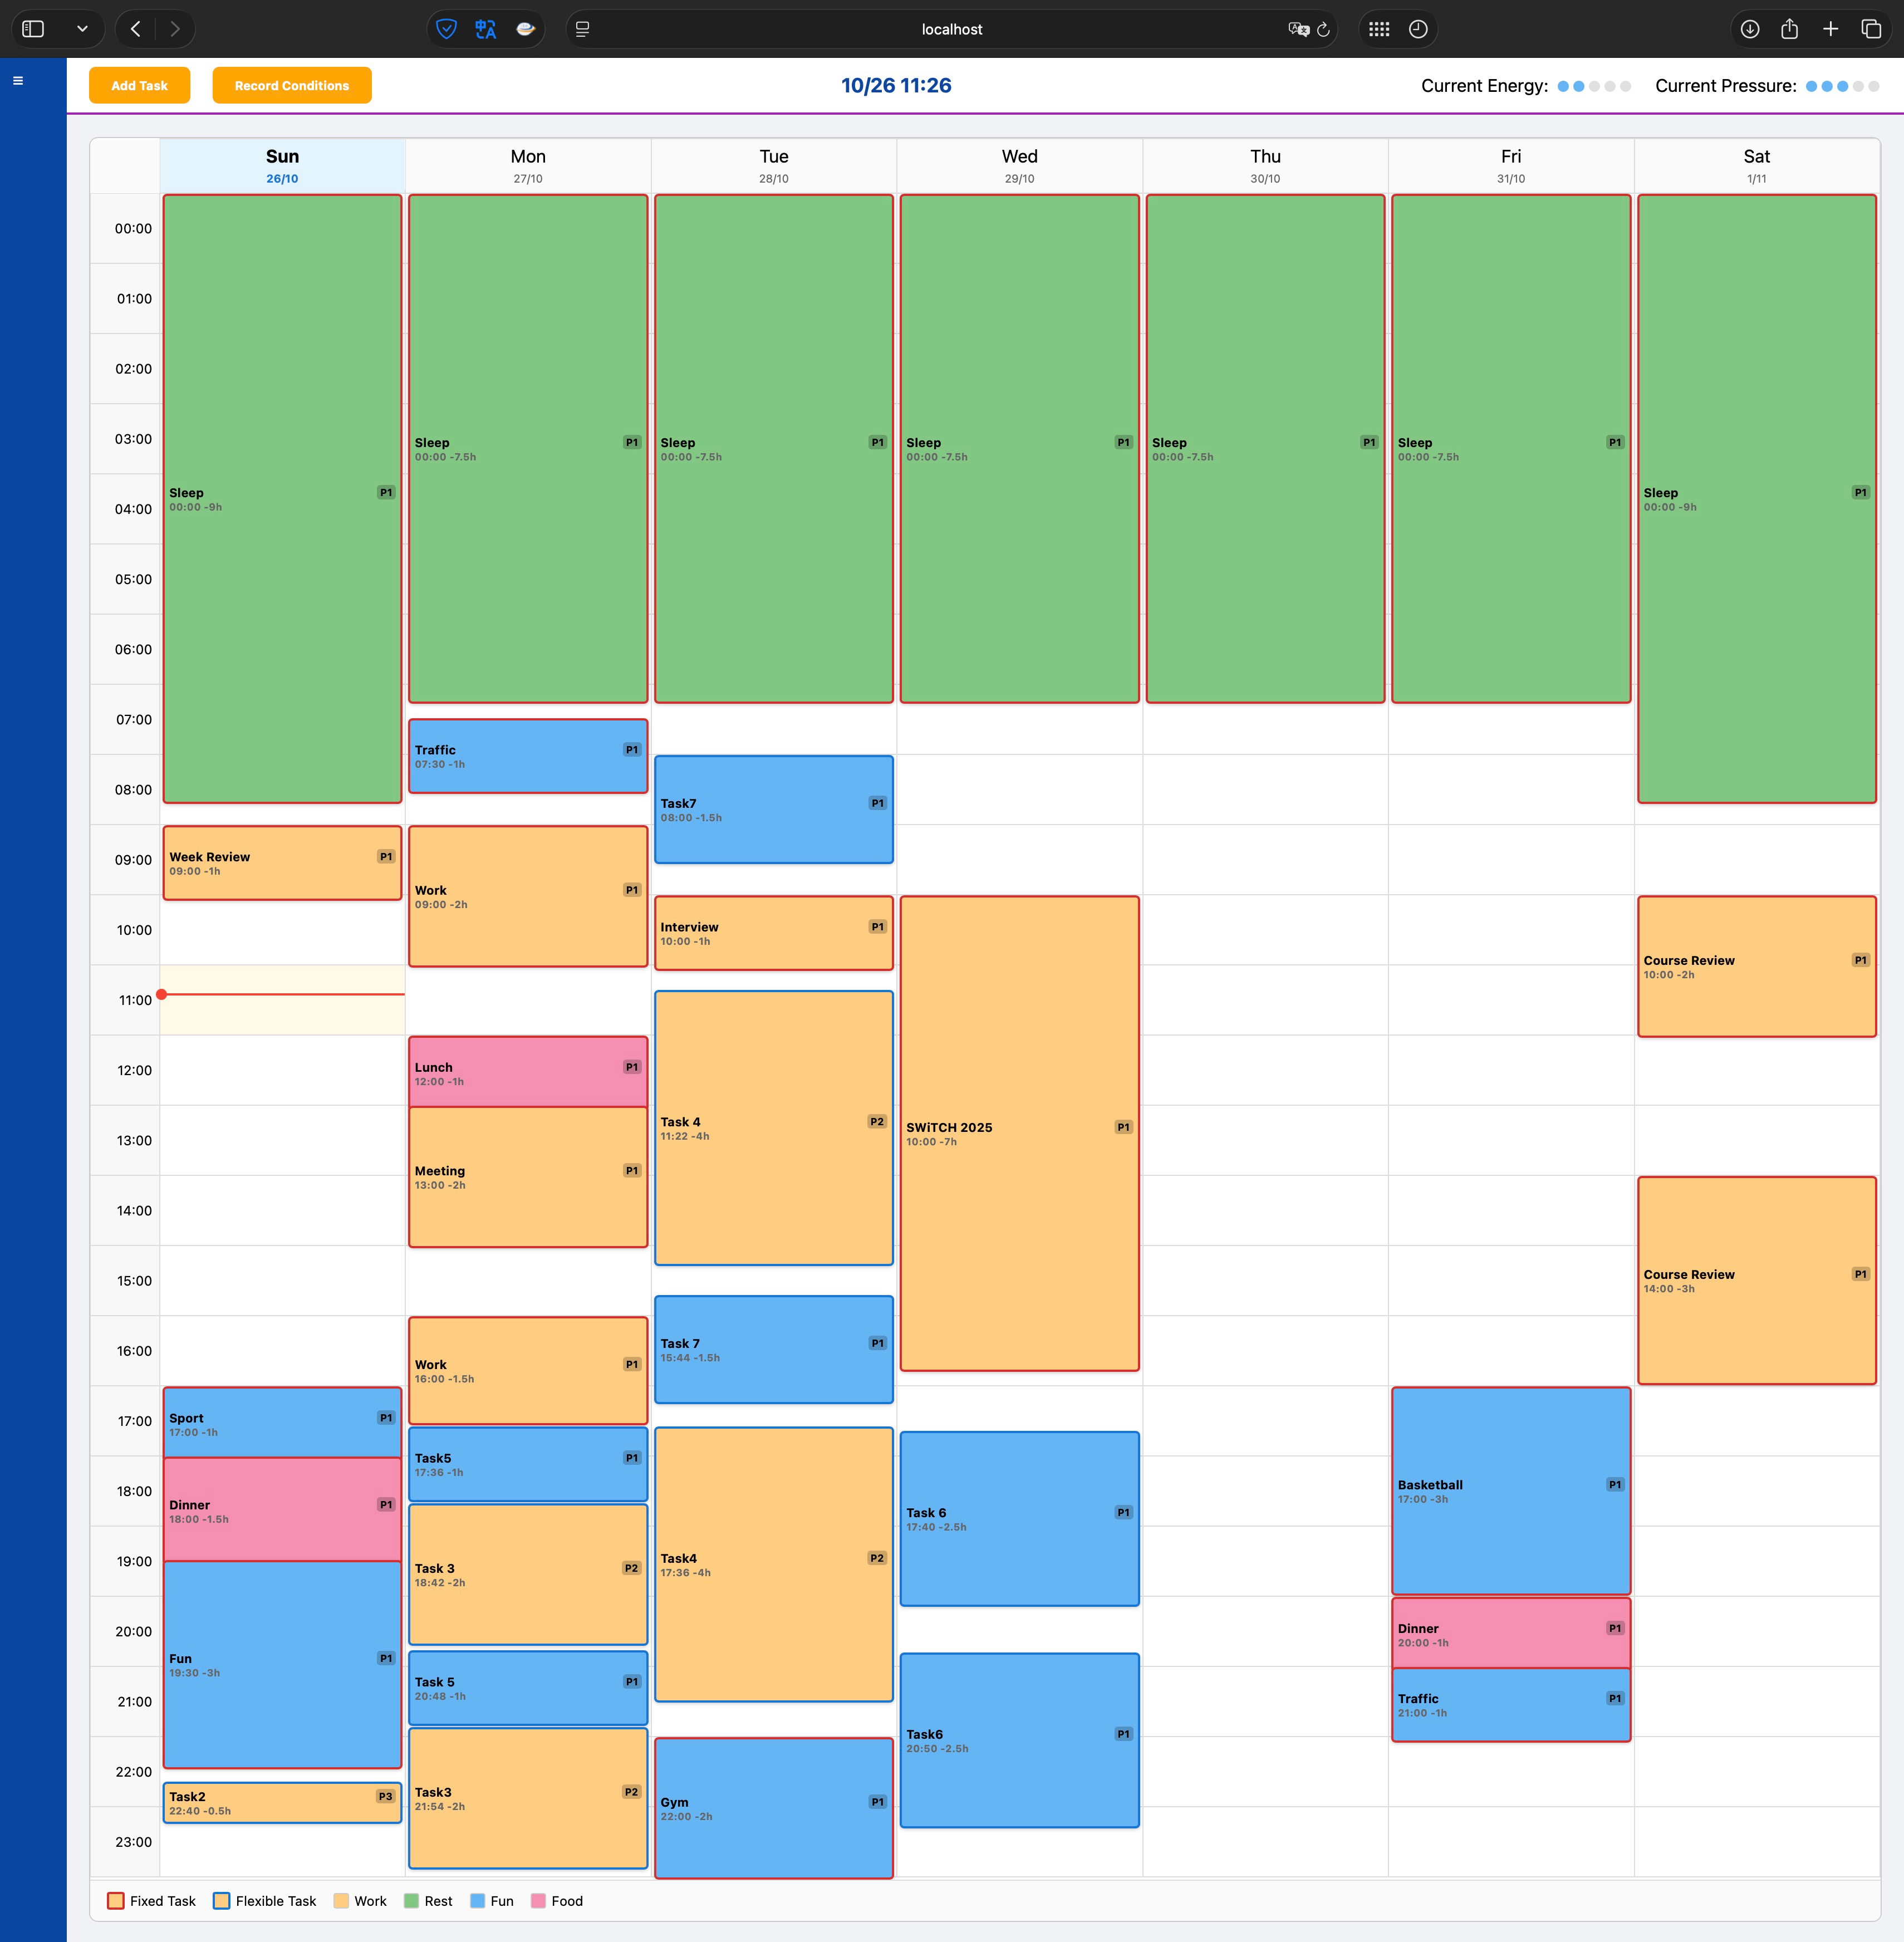 localhost
Add Task
Record Conditions
10/26 11:26
Current Energy:
Current Pressure:
Sun
26/10
Mon
27/10
Tue
28/10
Wed
29/10
Thu
30/10
Fri
31/10
Sat
1/11
00:00
01:00
02:00
03:00
04:00
05:00
06:00
07:00
08:00
09:00
10:00
11:00
12:00
13:00
14:00
15:00
16:00
17:00
18:00
19:00
20:00
21:00
22:00
23:00
Sleep P1
00:00 -9h
Week Review P1
09:00 -1h
Sport P1
17:00 -1h
Dinner P1
18:00 -1.5h
Fun P1
19:30 -3h
Task2 P3
22:40 -0.5h
Sleep P1
00:00 -7.5h
Traffic P1
07:30 -1h
Work P1
09:00 -2h
Lunch P1
12:00 -1h
Meeting P1
13:00 -2h
Work P1
16:00 -1.5h
Task5 P1
17:36 -1h
Task 3 P2
18:42 -2h
Task 5 P1
20:48 -1h
Task3 P2
21:54 -2h
Sleep P1
00:00 -7.5h
Task7 P1
08:00 -1.5h
Interview P1
10:00 -1h
Task 4 P2
11:22 -4h
Task 7 P1
15:44 -1.5h
Task4 P2
17:36 -4h
Gym P1
22:00 -2h
Sleep P1
00:00 -7.5h
SWiTCH 2025 P1
10:00 -7h
Task 6 P1
17:40 -2.5h
Task6 P1
20:50 -2.5h
Sleep P1
00:00 -7.5h
Sleep P1
00:00 -7.5h
Basketball P1
17:00 -3h
Dinner P1
20:00 -1h
Traffic P1
21:00 -1h
Sleep P1
00:00 -9h
Course Review P1
10:00 -2h
Course Review P1
14:00 -3h
Fixed Task
Flexible Task
Work
Rest
Fun
Food